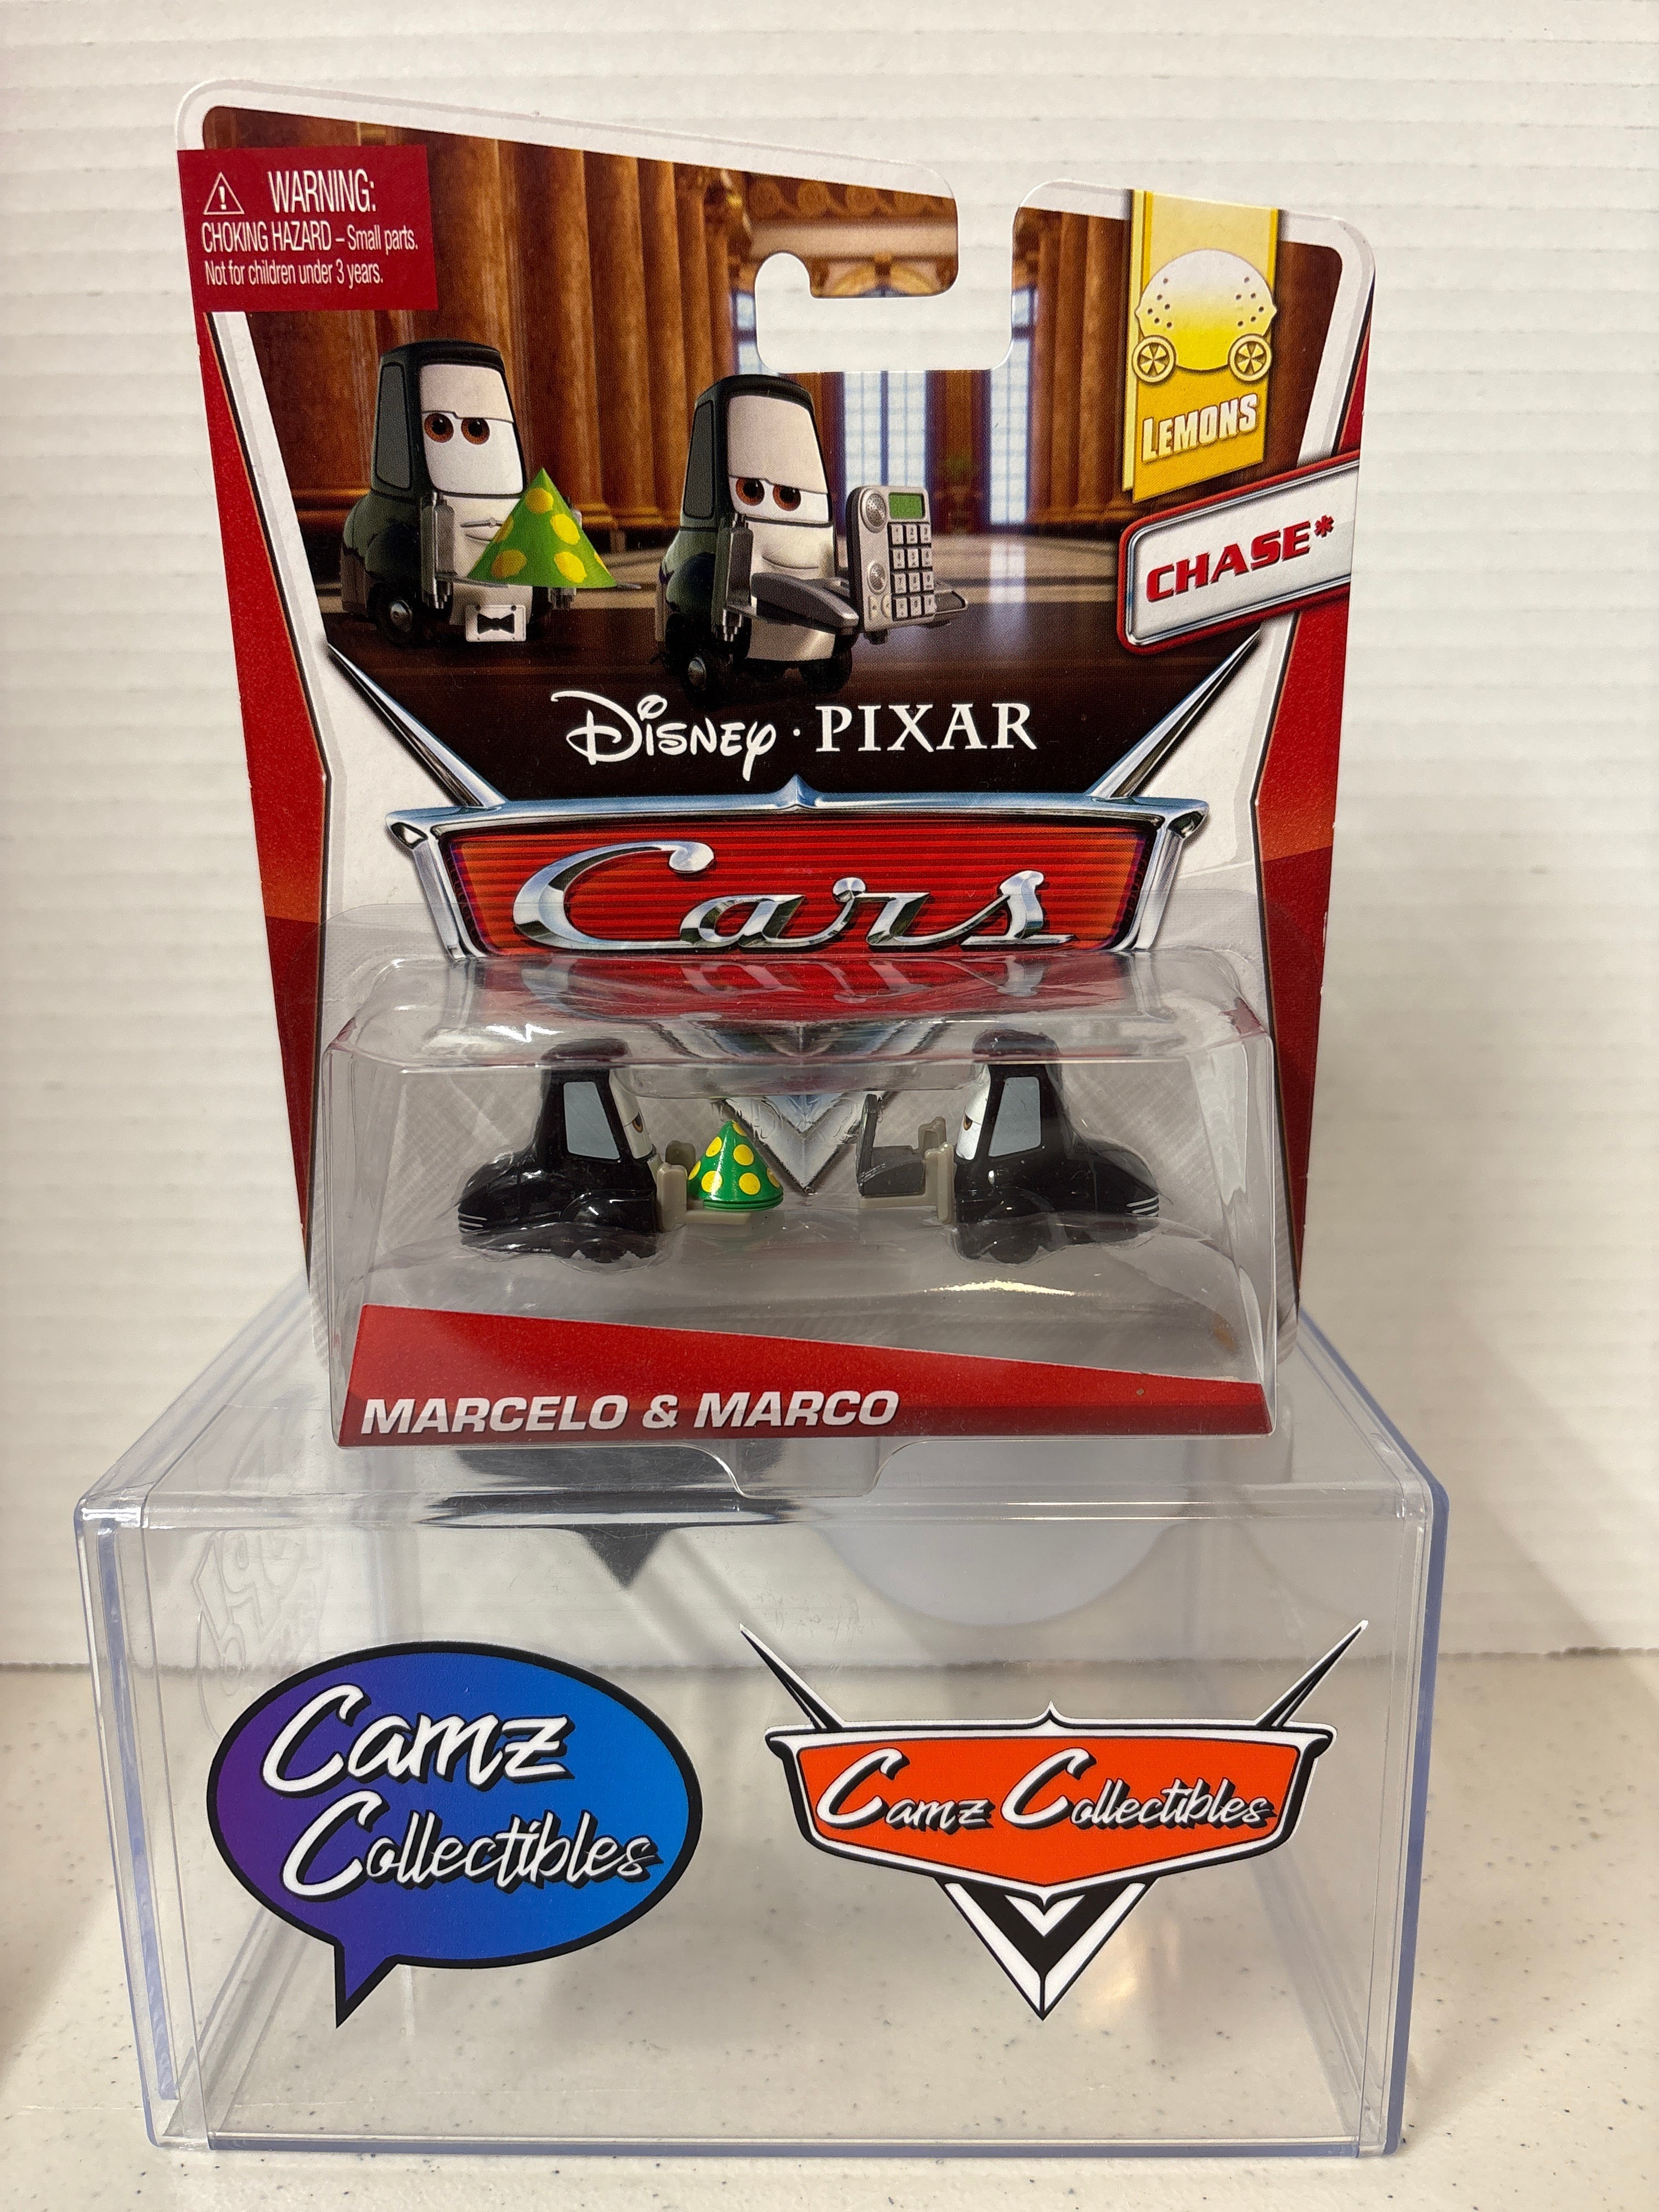 WARNING:
CHOKING HAZARD – Small parts.
Not for children under 3 years.
LEMONS
CHASE*
DISNEY · PIXAR
Cars
MARCELO & MARCO
Camz
Collectibles
Camz Collectibles